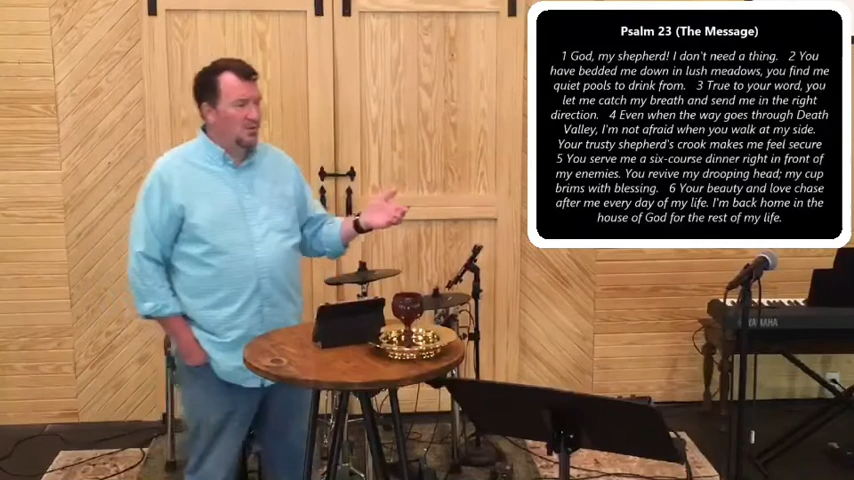 Psalm 23 (The Message)
1 God, my shepherd! I don't need a thing. 2 You
have bedded me down in lush meadows, you find me
quiet pools to drink from. 3 True to your word, you
let me catch my breath and send me in the right
direction. 4 Even when the way goes through Death
Valley, I'm not afraid when you walk at my side.
Your trusty shepherd's crook makes me feel secure.
5 You serve me a six-course dinner right in front of
my enemies. You revive my drooping head; my cup
brims with blessing. 6 Your beauty and love chase
after me every day of my life. I'm back home in the
house of God for the rest of my life.
YAMAHA